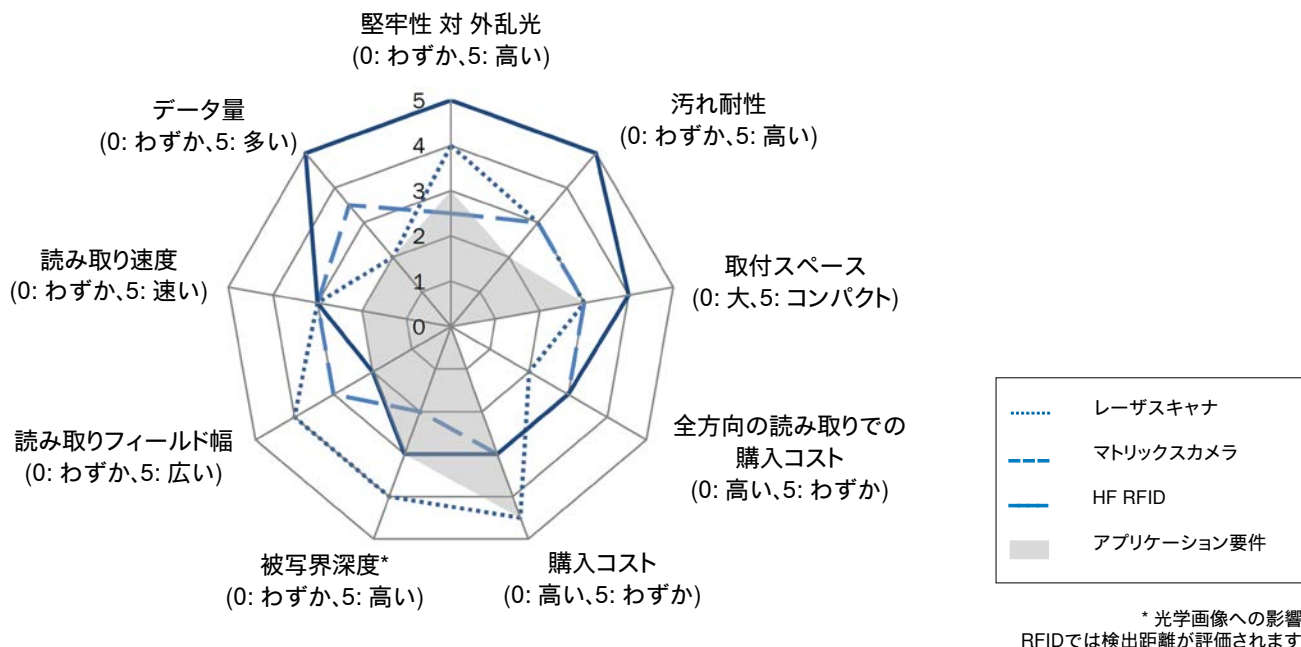 堅牢性 対 外乱光
(0: わずか、5: 高い)
汚れ耐性
(0: わずか、5: 高い)
取付スペース
(0: 大、5: コンパクト)
全方向の読み取りでの
購入コスト
(0: 高い、5: わずか)
購入コスト
(0: 高い、5: わずか)
被写界深度*
(0: わずか、5: 高い)
読み取りフィールド幅
(0: わずか、5: 広い)
読み取り速度
(0: わずか、5: 速い)
データ量
(0: わずか、5: 多い)
5
4
3
2
1
0
レーザスキャナ
マトリックスカメラ
HF RFID
アプリケーション要件
* 光学画像への影響
RFIDでは検出距離が評価されます